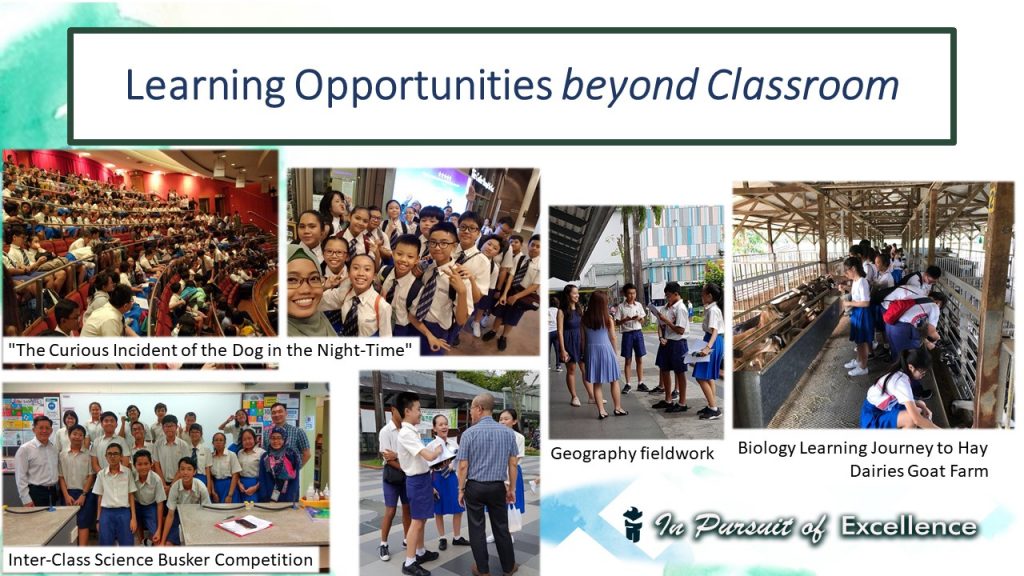 Learning Opportunities beyond Classroom
"The Curious Incident of the Dog in the Night-Time"
Geography fieldwork
Biology Learning Journey to Hay
Dairies Goat Farm
Inter-Class Science Busker Competition
In Pursuit of Excellence